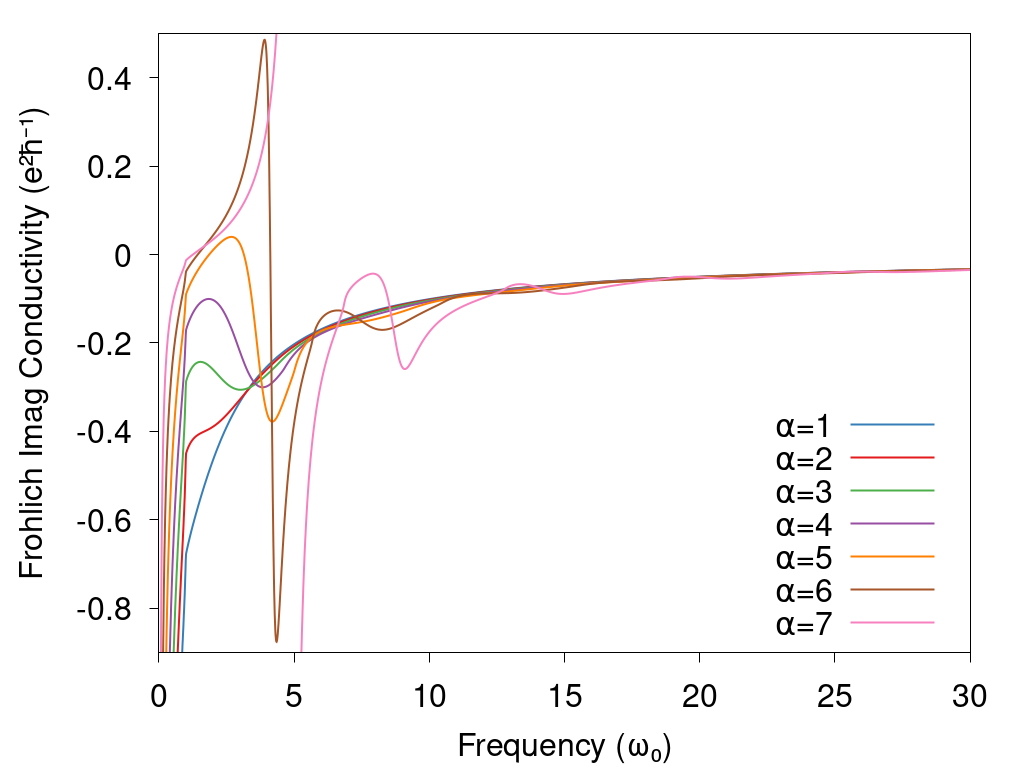 Frohlich Imag Conductivity (e²ħ⁻¹)
0.4
0.2
0
-0.2
-0.4
-0.6
-0.8
α=1
α=2
α=3
α=4
α=5
α=6
α=7
0 5 10 15 20 25 30
Frequency (ω₀)